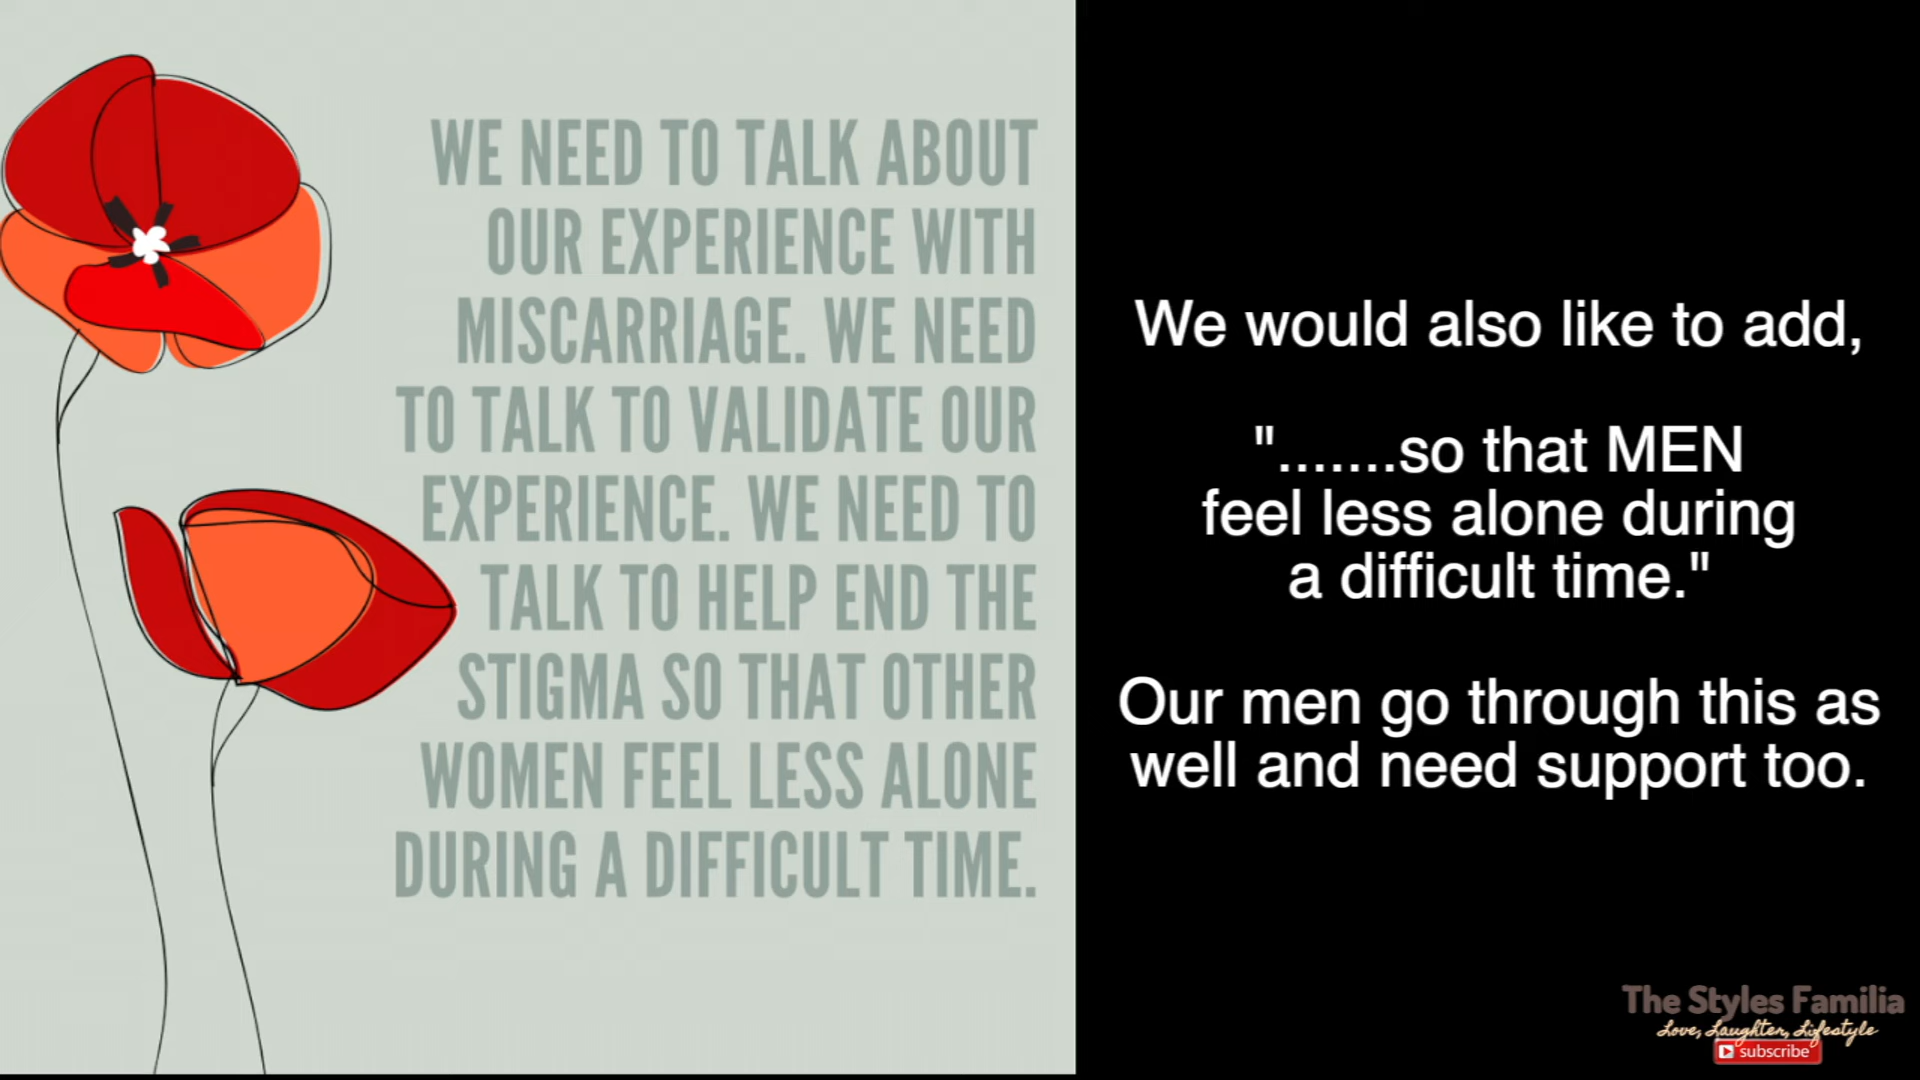 WE NEED TO TALK ABOUT
OUR EXPERIENCE WITH
MISCARRIAGE. WE NEED
TO TALK TO VALIDATE OUR
EXPERIENCE. WE NEED TO
TALK TO HELP END THE
STIGMA SO THAT OTHER
WOMEN FEEL LESS ALONE
DURING A DIFFICULT TIME.
We would also like to add,
".......so that MEN
feel less alone during
a difficult time."
Our men go through this as
well and need support too.
The Styles Familia
Love, Laughter, Lifestyle
subscribe